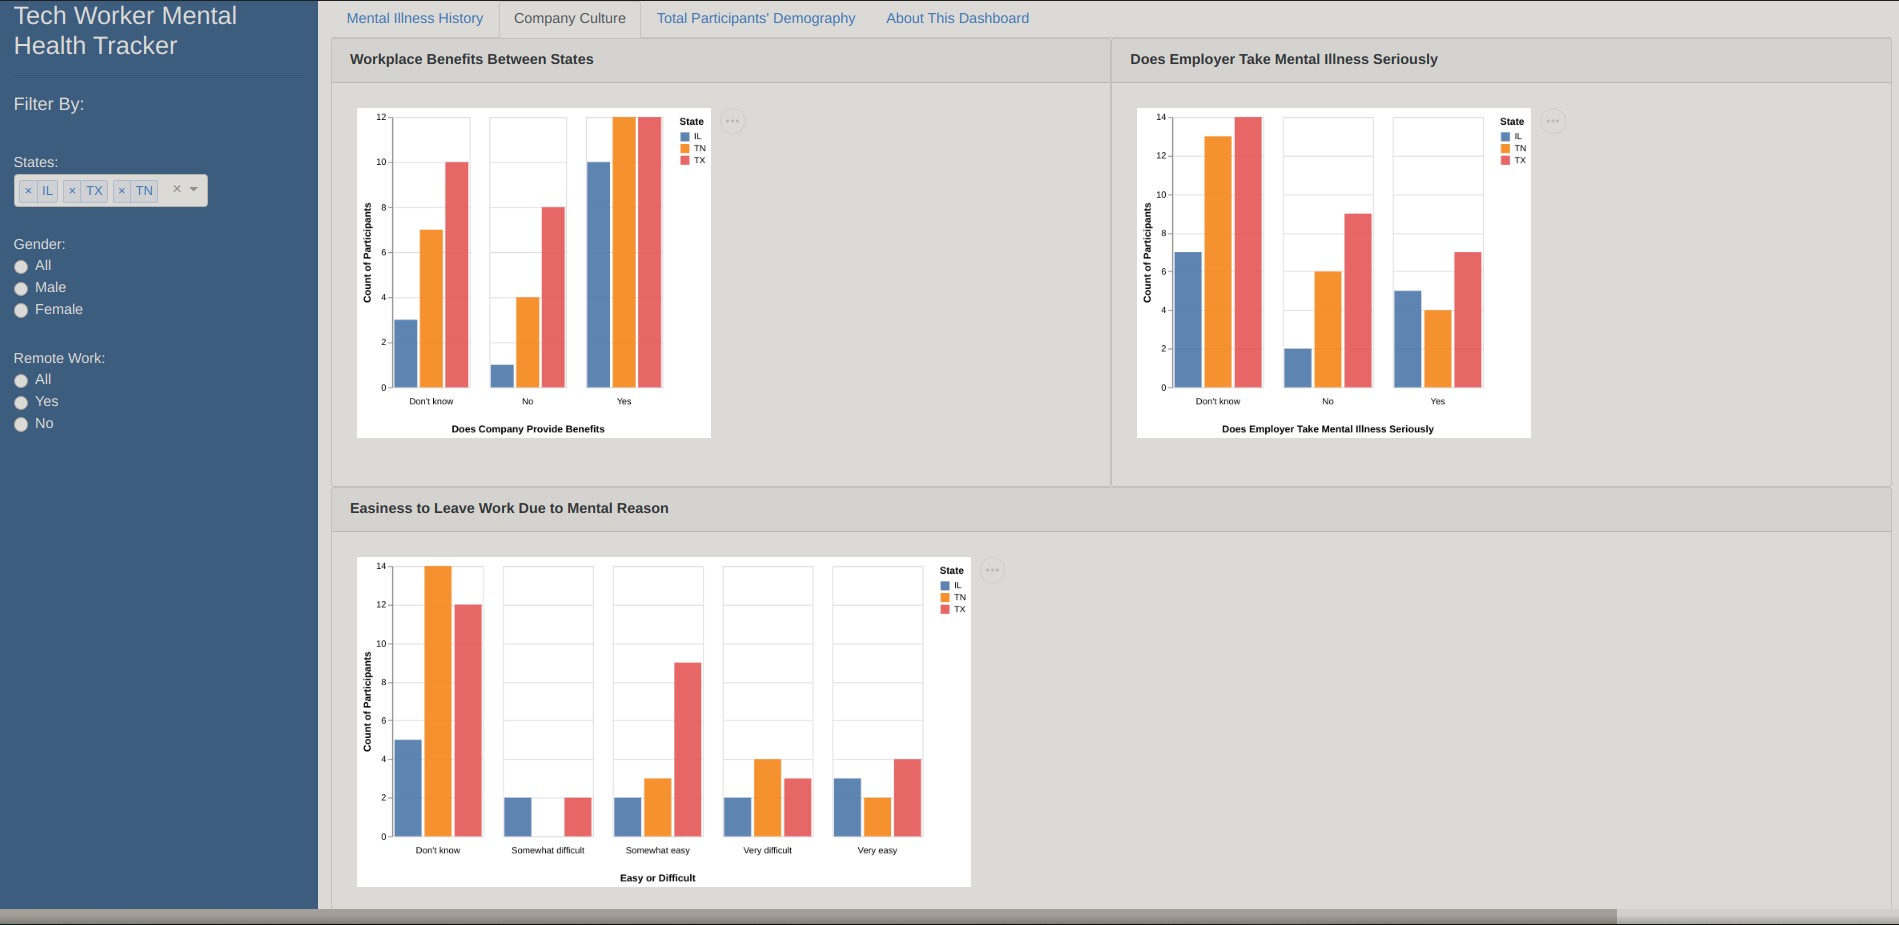 Tech Worker Mental
Health Tracker
Filter By:
States:
× IL × TX × TN ×
Gender:
All
Male
Female
Remote Work:
All
Yes
No
Mental Illness History Company Culture Total Participants' Demography About This Dashboard
Workplace Benefits Between States
12
10
8
6
4
2
0
Count of Participants
Don't know No Yes
Does Company Provide Benefits
State
IL
TN
TX
Does Employer Take Mental Illness Seriously
14
12
10
8
6
4
2
0
Count of Participants
Don't know No Yes
Does Employer Take Mental Illness Seriously
State
IL
TN
TX
Easiness to Leave Work Due to Mental Reason
14
12
10
8
6
4
2
0
Count of Participants
Don't know Somewhat difficult Somewhat easy Very difficult Very easy
Easy or Difficult
State
IL
TN
TX